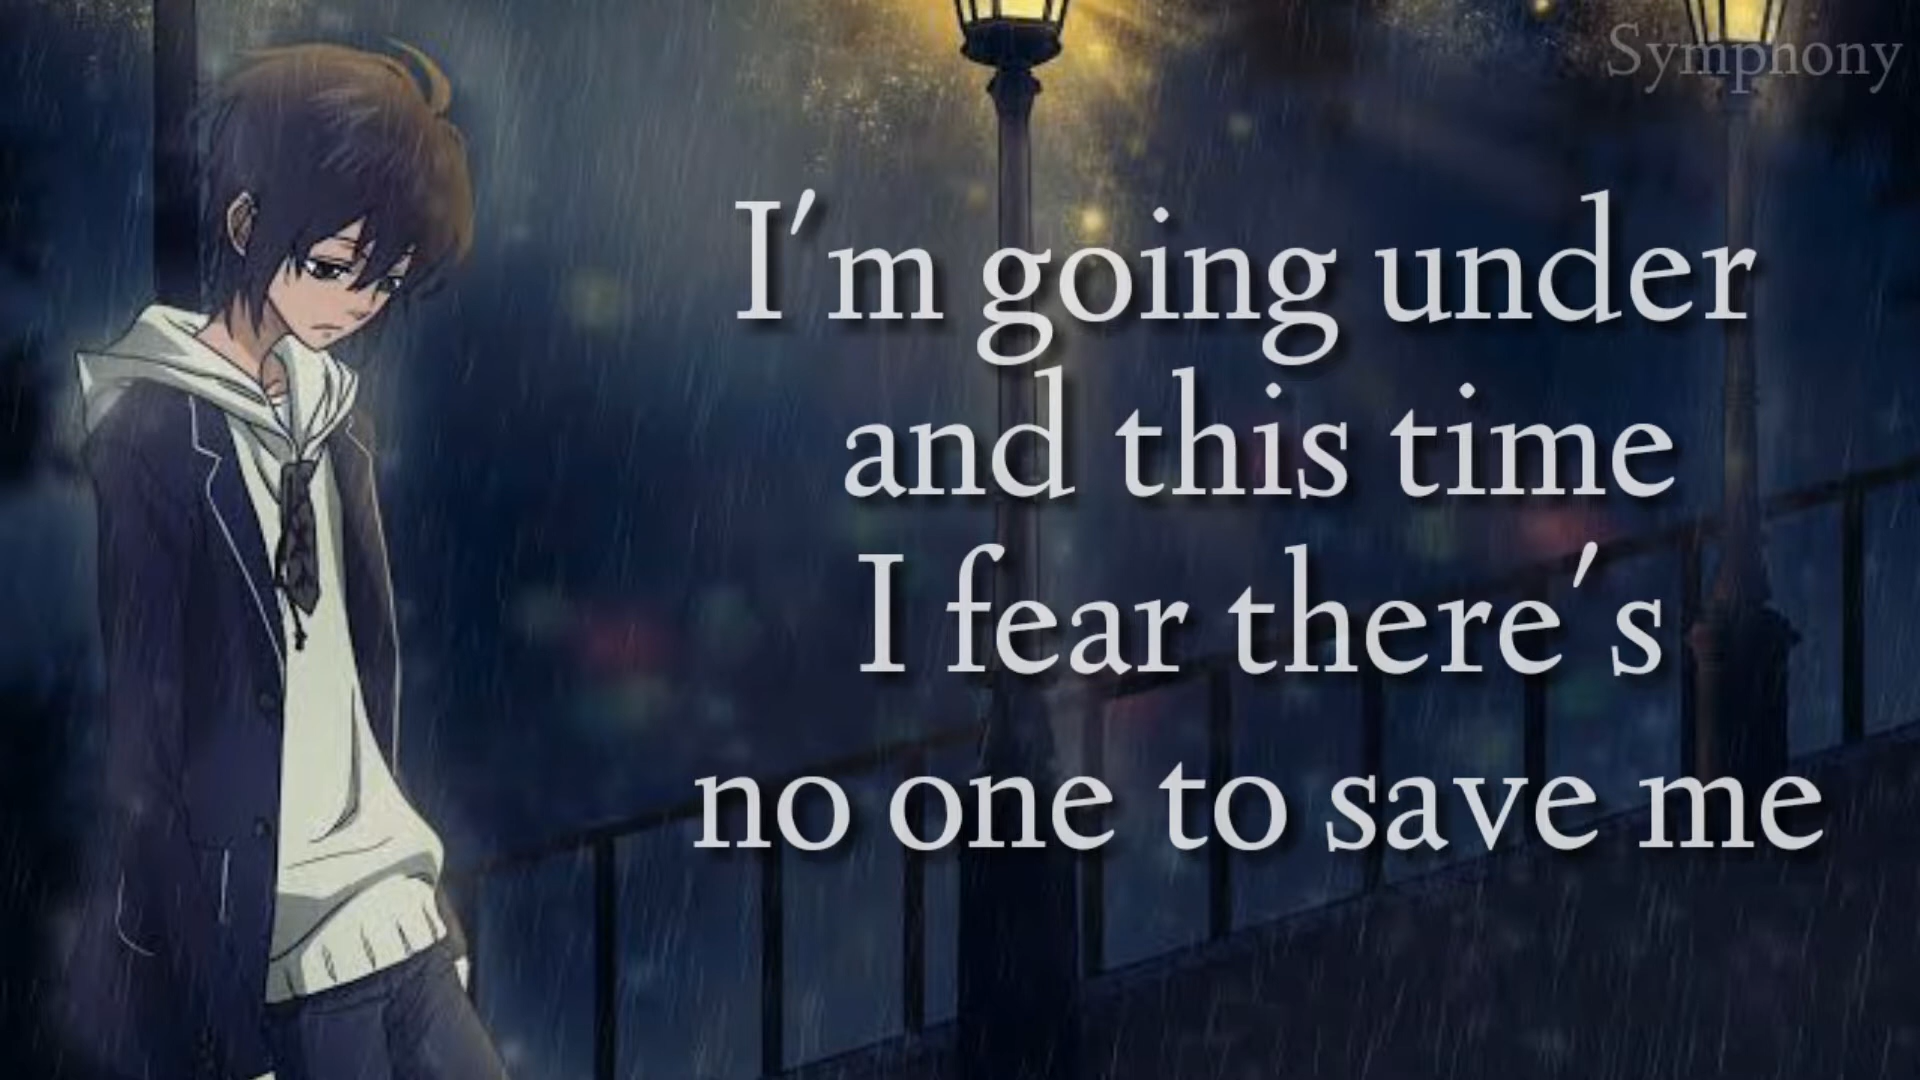 Symphony
I'm going under
and this time
I fear there's
no one to save me